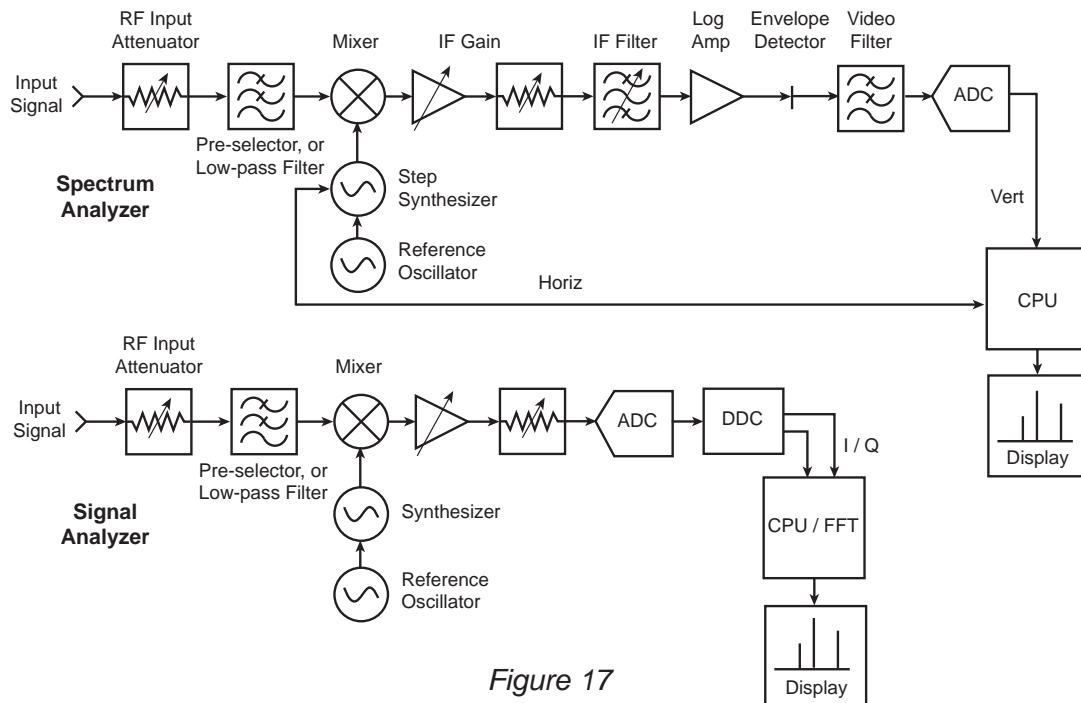 RF Input
Attenuator
Mixer
IF Gain
IF Filter
Log
Amp
Envelope
Detector
Video
Filter
Input
Signal
ADC
Pre-selector, or
Low-pass Filter
Spectrum
Analyzer
Step
Synthesizer
Vert
Reference
Oscillator
Horiz
CPU
RF Input
Attenuator
Mixer
Input
Signal
ADC
DDC
I / Q
Display
Pre-selector, or
Low-pass Filter
Signal
Analyzer
Synthesizer
CPU / FFT
Reference
Oscillator
Figure 17
Display